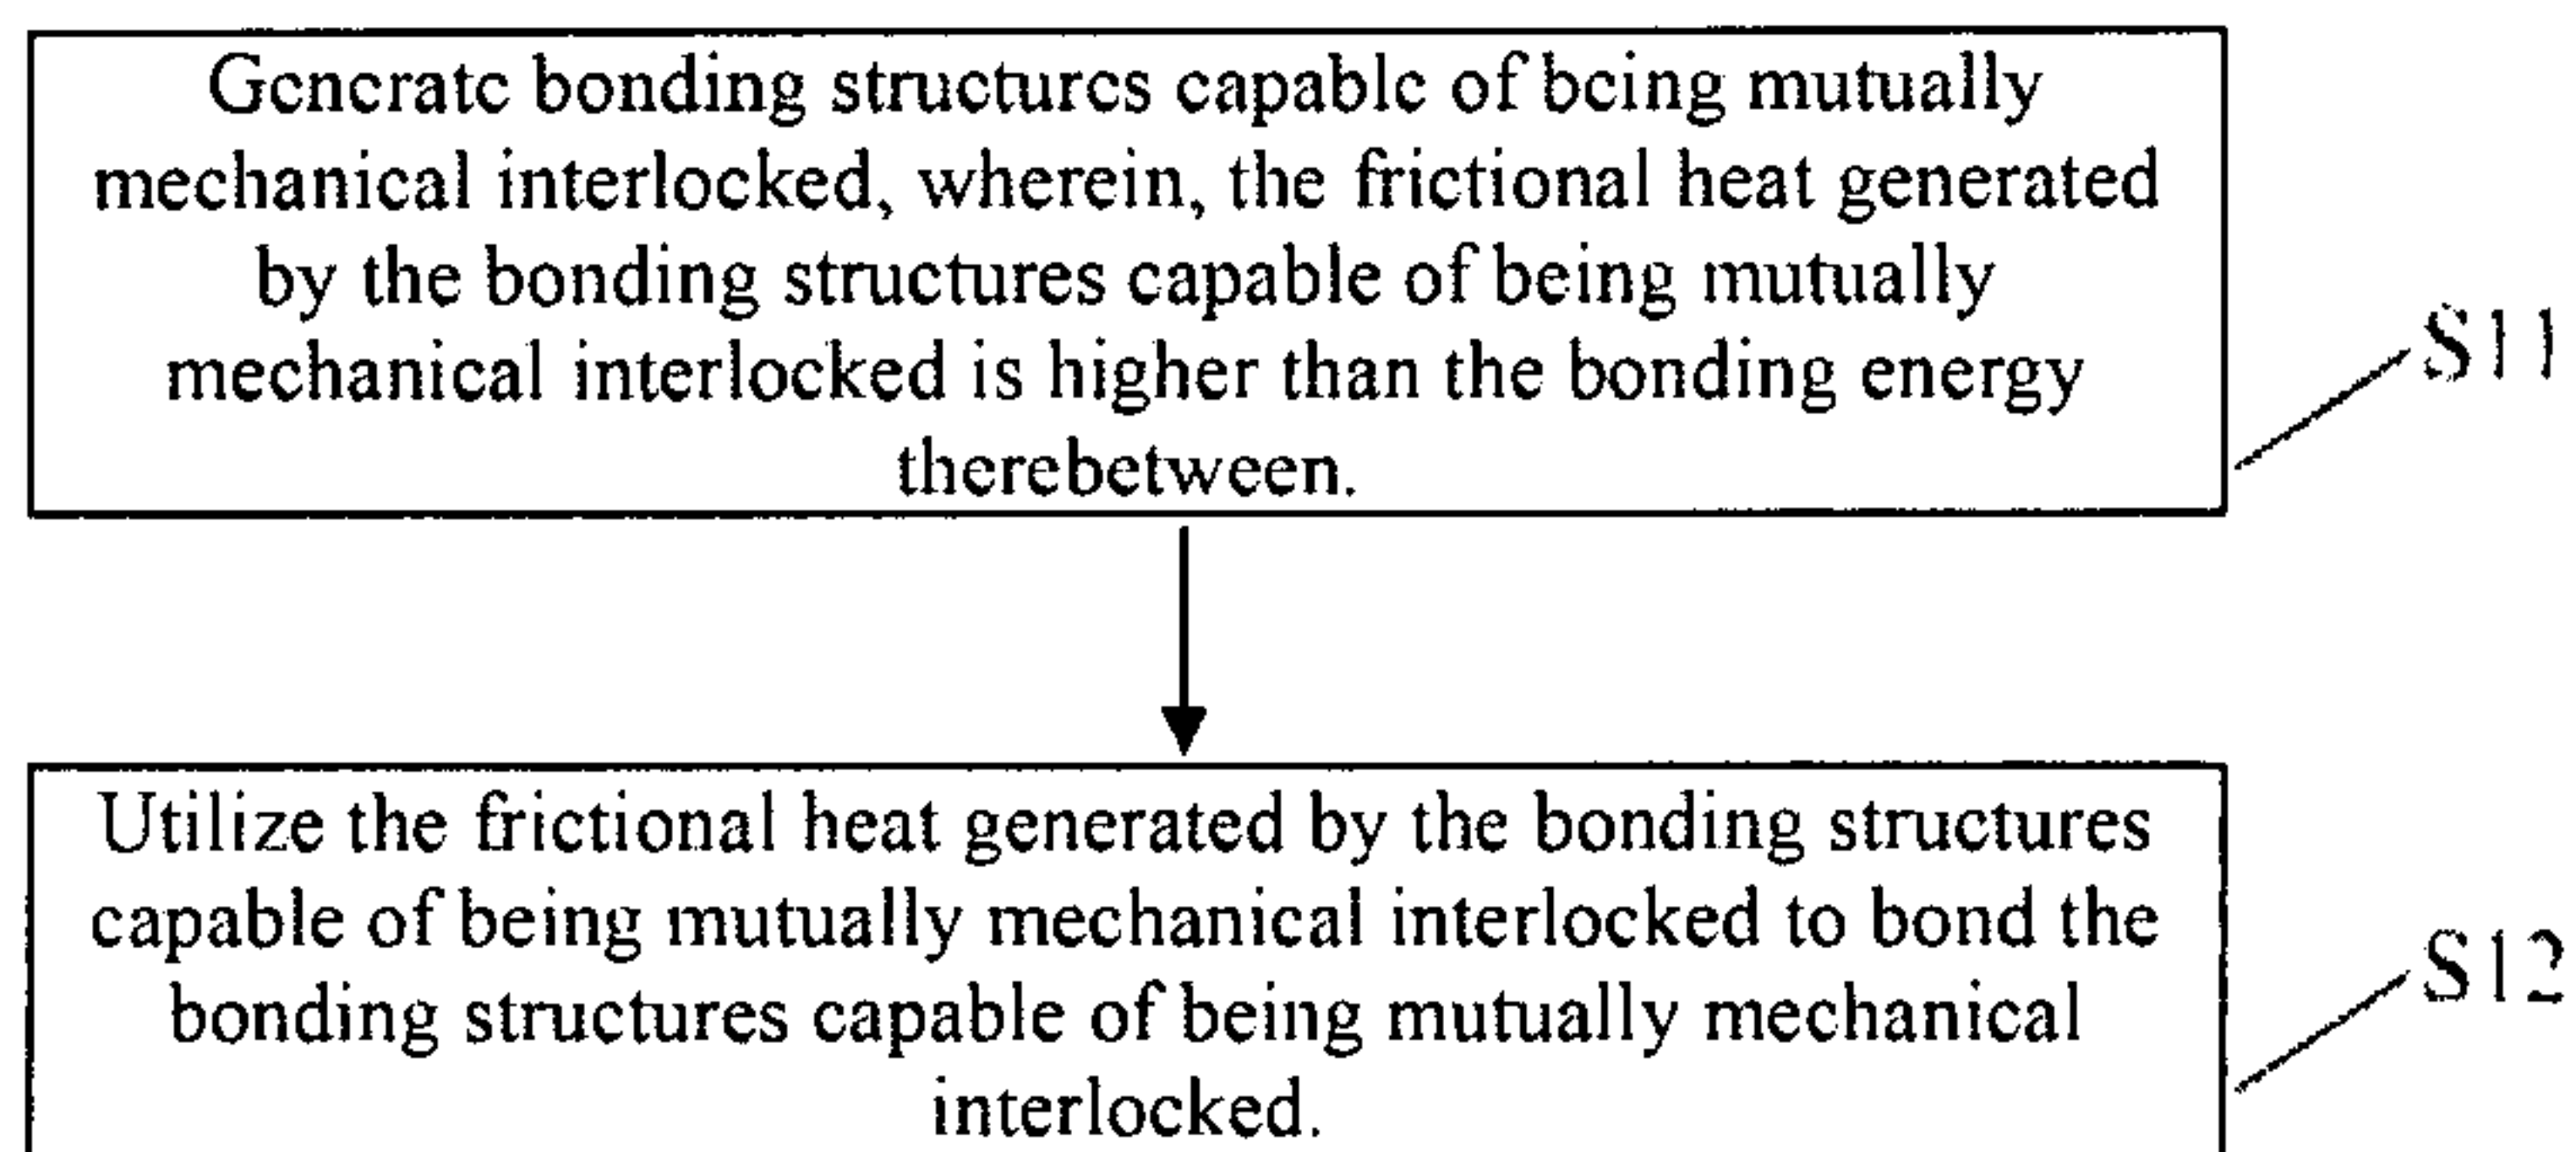 Generate bonding structures capable of being mutually
mechanical interlocked, wherein, the frictional heat generated
by the bonding structures capable of being mutually
mechanical interlocked is higher than the bonding energy
therebetween.
S11
Utilize the frictional heat generated by the bonding structures
capable of being mutually mechanical interlocked to bond the
bonding structures capable of being mutually mechanical
interlocked.
S12